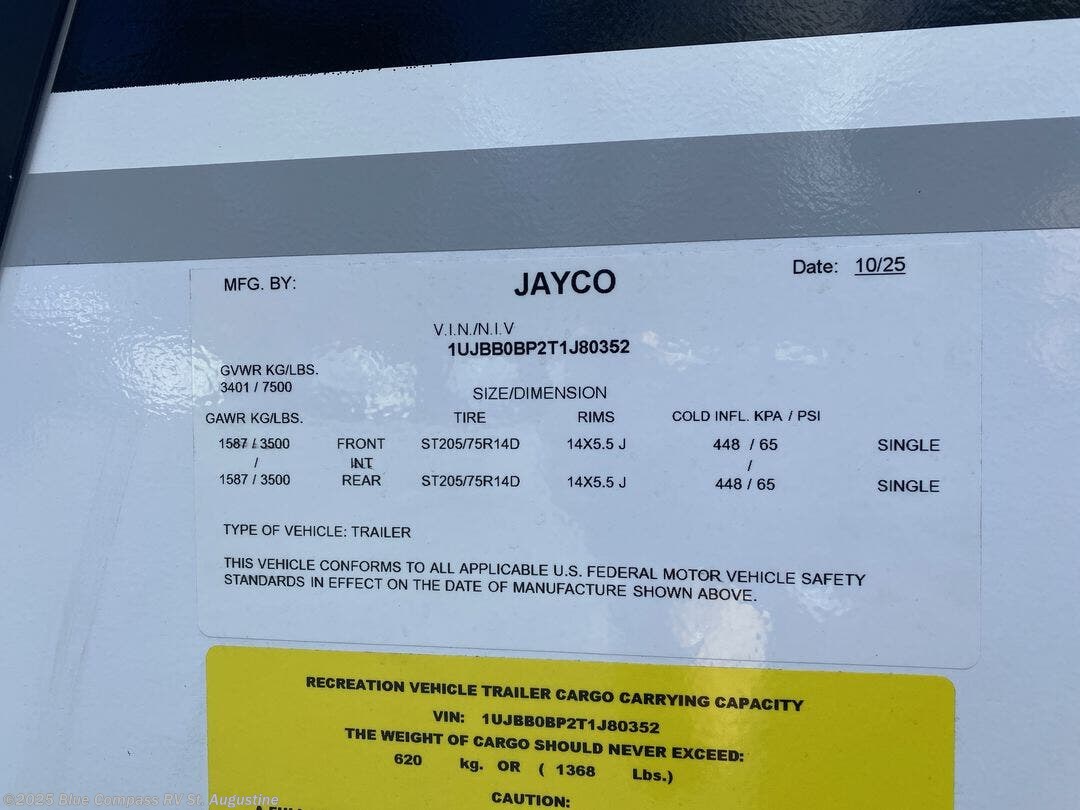 MFG. BY: JAYCO Date: 10/25
V.I.N./N.I.V
1UJBB0BP2T1J80352
GVWR KG/LBS.
3401 / 7500
SIZE/DIMENSION
GAWR KG/LBS. TIRE RIMS COLD INFL. KPA / PSI
1587 / 3500 FRONT ST205/75R14D 14X5.5 J 448 / 65 SINGLE
/ INT /
1587 / 3500 REAR ST205/75R14D 14X5.5 J 448 / 65 SINGLE
TYPE OF VEHICLE: TRAILER
THIS VEHICLE CONFORMS TO ALL APPLICABLE U.S. FEDERAL MOTOR VEHICLE SAFETY
STANDARDS IN EFFECT ON THE DATE OF MANUFACTURE SHOWN ABOVE.
RECREATION VEHICLE TRAILER CARGO CARRYING CAPACITY
VIN: 1UJBB0BP2T1J80352
THE WEIGHT OF CARGO SHOULD NEVER EXCEED:
620 kg. OR ( 1368 Lbs.)
CAUTION:
©2025 Blue Compass RV St. Augustine